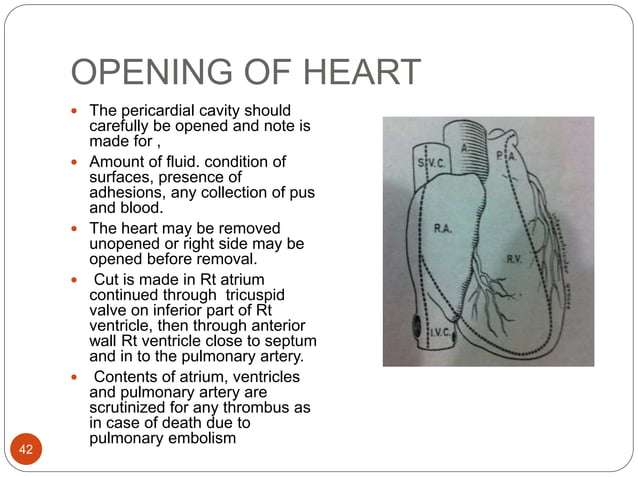 OPENING OF HEART
• The pericardial cavity should
carefully be opened and note is
made for ,
• Amount of fluid. condition of
surfaces, presence of
adhesions, any collection of pus
and blood.
• The heart may be removed
unopened or right side may be
opened before removal.
• Cut is made in Rt atrium
continued through tricuspid
valve on inferior part of Rt
ventricle, then through anterior
wall Rt ventricle close to septum
and in to the pulmonary artery.
• Contents of atrium, ventricles
and pulmonary artery are
scrutinized for any thrombus as
in case of death due to
pulmonary embolism
42
A.
P. A.
S.V.C.
R.A.
R.V.
I.V.C.